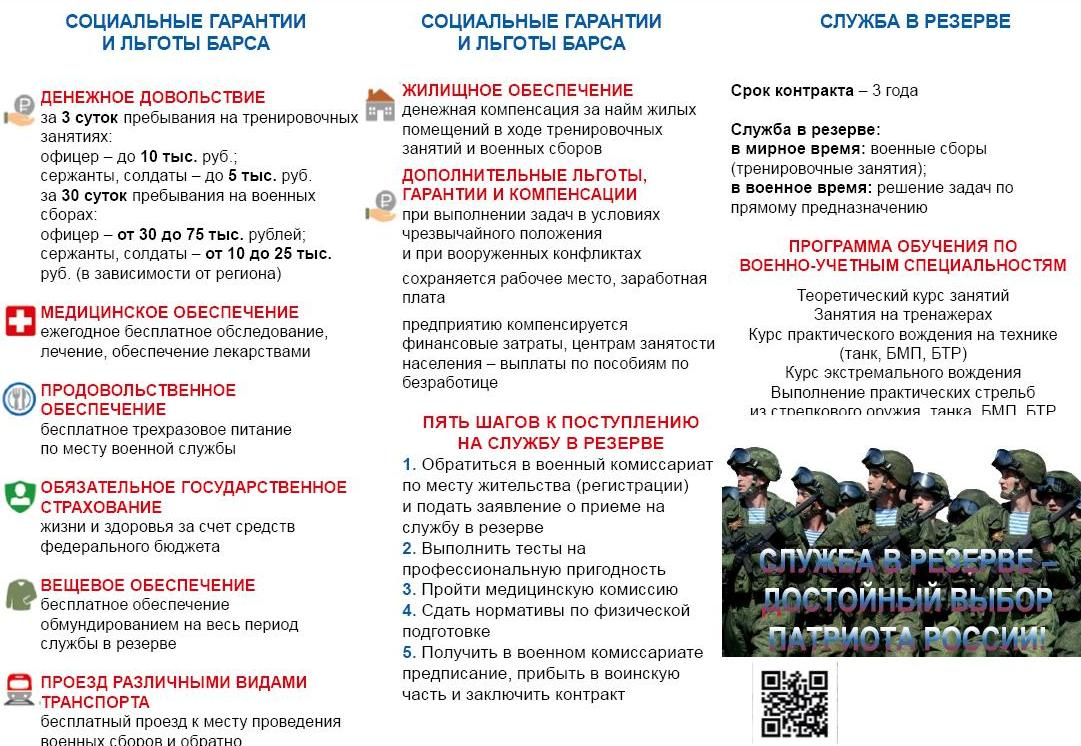 СОЦИАЛЬНЫЕ ГАРАНТИИ
И ЛЬГОТЫ БАРСА
ДЕНЕЖНОЕ ДОВОЛЬСТВИЕ
за 3 суток пребывания на тренировочных
занятиях:
офицер – до 10 тыс. руб.;
сержанты, солдаты – до 5 тыс. руб.
за 30 суток пребывания на военных
сборах:
офицер – от 30 до 75 тыс. рублей;
сержанты, солдаты – от 10 до 25 тыс.
руб. (в зависимости от региона)
МЕДИЦИНСКОЕ ОБЕСПЕЧЕНИЕ
ежегодное бесплатное обследование,
лечение, обеспечение лекарствами
ПРОДОВОЛЬСТВЕННОЕ
ОБЕСПЕЧЕНИЕ
бесплатное трехразовое питание
по месту военной службы
ОБЯЗАТЕЛЬНОЕ ГОСУДАРСТВЕННОЕ
СТРАХОВАНИЕ
жизни и здоровья за счет средств
федерального бюджета
ВЕЩЕВОЕ ОБЕСПЕЧЕНИЕ
бесплатное обеспечение
обмундированием на весь период
службы в резерве
ПРОЕЗД РАЗЛИЧНЫМИ ВИДАМИ
ТРАНСПОРТА
бесплатный проезд к месту проведения
военных сборов и обратно
СОЦИАЛЬНЫЕ ГАРАНТИИ
И ЛЬГОТЫ БАРСА
ЖИЛИЩНОЕ ОБЕСПЕЧЕНИЕ
денежная компенсация за найм жилых
помещений в ходе тренировочных
занятий и военных сборов
ДОПОЛНИТЕЛЬНЫЕ ЛЬГОТЫ,
ГАРАНТИИ И КОМПЕНСАЦИИ
при выполнении задач в условиях
чрезвычайного положения
и при вооруженных конфликтах
сохраняется рабочее место, заработная
плата
предприятию компенсируется
финансовые затраты, центрам занятости
населения – выплаты по пособиям по
безработице
ПЯТЬ ШАГОВ К ПОСТУПЛЕНИЮ
НА СЛУЖБУ В РЕЗЕРВЕ
1. Обратиться в военный комиссариат
по месту жительства (регистрации)
и подать заявление о приеме на
службу в резерве
2. Выполнить тесты на
профессиональную пригодность
3. Пройти медицинскую комиссию
4. Сдать нормативы по физической
подготовке
5. Получить в военном комиссариате
предписание, прибыть в воинскую
часть и заключить контракт
СЛУЖБА В РЕЗЕРВЕ
Срок контракта – 3 года
Служба в резерве:
в мирное время: военные сборы
(тренировочные занятия);
в военное время: решение задач по
прямому предназначению
ПРОГРАММА ОБУЧЕНИЯ ПО
ВОЕННО-УЧЕТНЫМ СПЕЦИАЛЬНОСТЯМ
Теоретический курс занятий
Занятия на тренажерах
Курс практического вождения на технике
(танк, БМП, БТР)
Курс экстремального вождения
Выполнение практических стрельб
из стрелкового оружия, танка, БМП, БТР
СЛУЖБА В РЕЗЕРВЕ –
ДОСТОЙНЫЙ ВЫБОР
ПАТРИОТА РОССИИ!